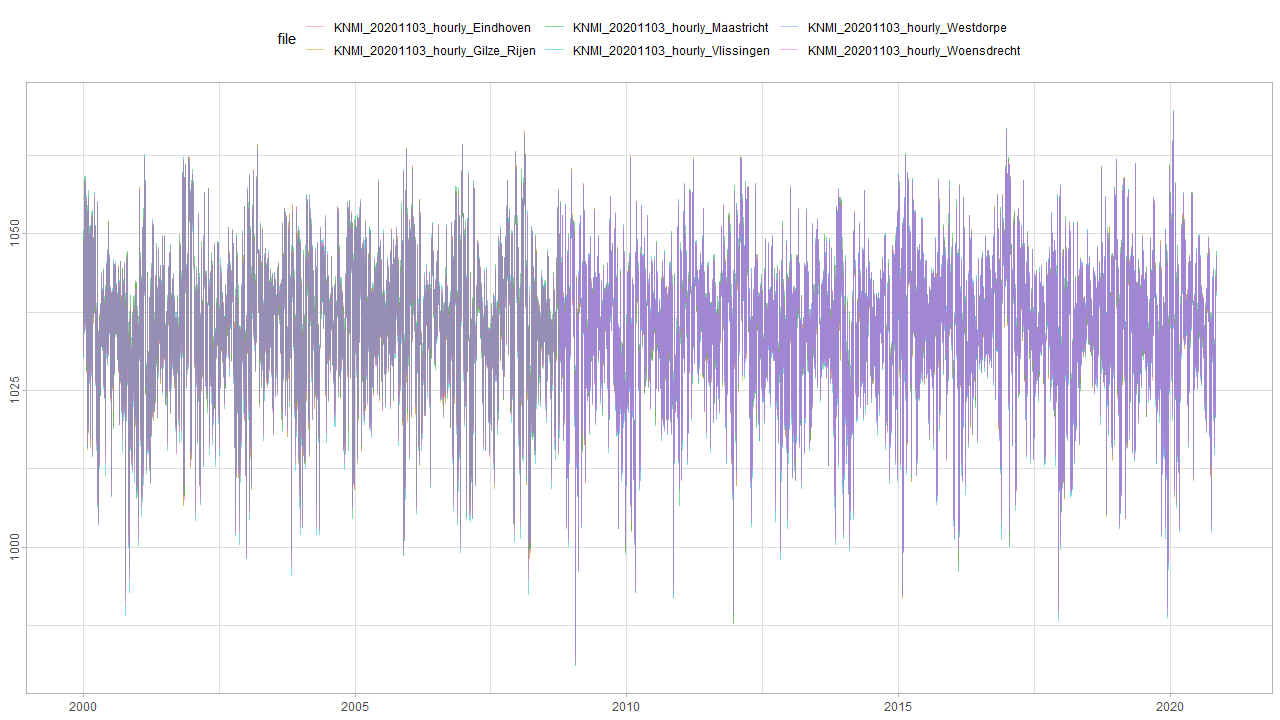 file
KNMI_20201103_hourly_Eindhoven KNMI_20201103_hourly_Maastricht KNMI_20201103_hourly_Westdorpe
KNMI_20201103_hourly_Gilze_Rijen KNMI_20201103_hourly_Vlissingen KNMI_20201103_hourly_Woensdrecht
1050
1025
1000
2000 2005 2010 2015 2020